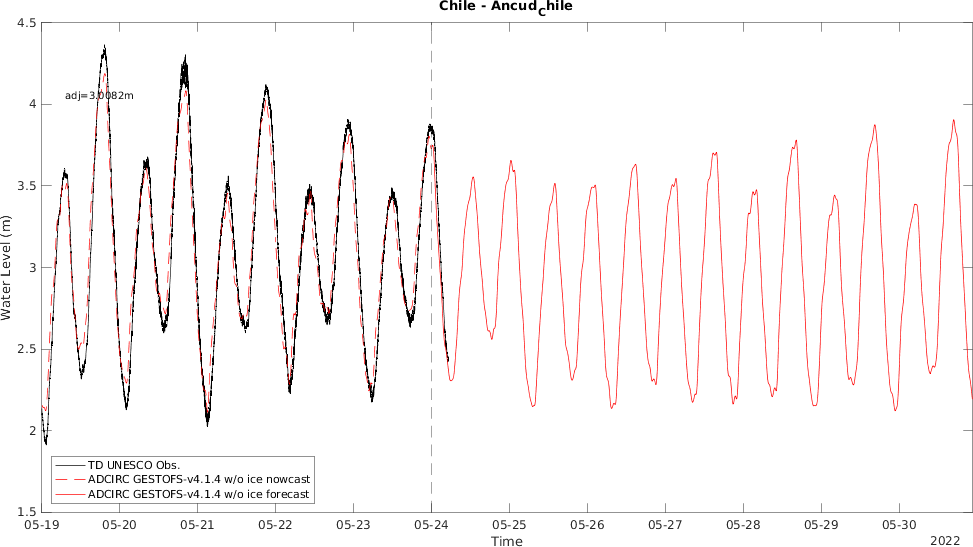 Chile - Ancud_Chile
4.5
4
3.5
3
2.5
2
1.5
Water Level (m)
adj=3.0082m
TD UNESCO Obs.
ADCIRC GESTOFS-v4.1.4 w/o ice nowcast
ADCIRC GESTOFS-v4.1.4 w/o ice forecast
05-19 05-20 05-21 05-22 05-23 05-24 05-25 05-26 05-27 05-28 05-29 05-30
Time
2022